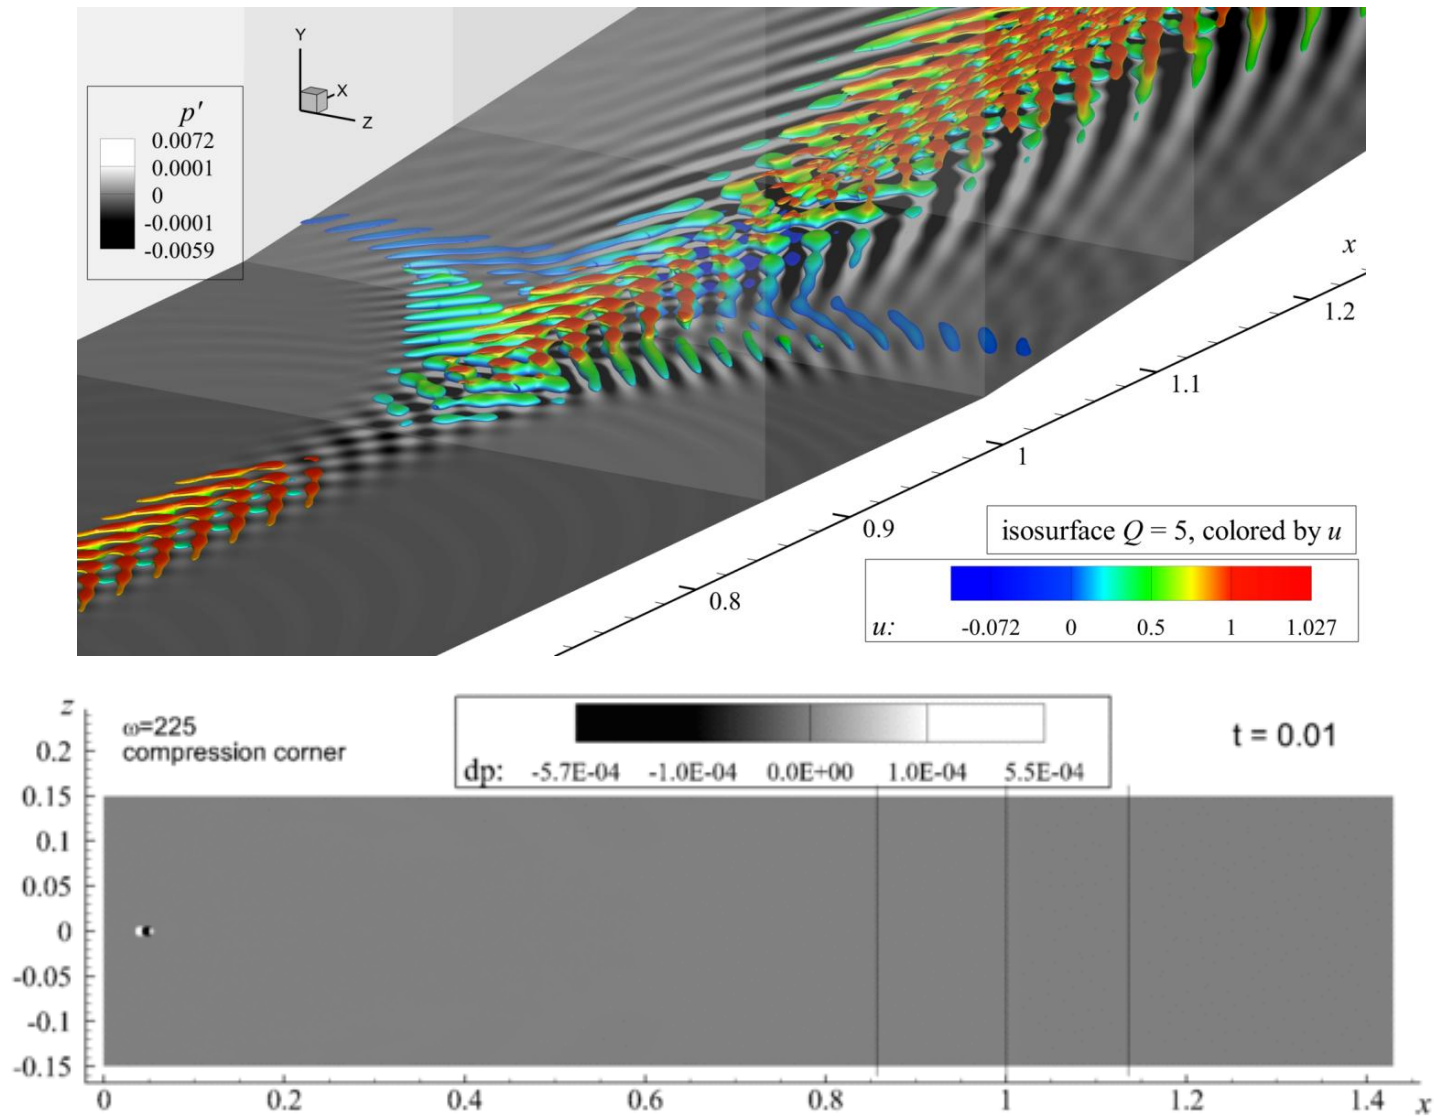 Y
X
Z
p′
0.0072
0.0001
0
-0.0001
-0.0059
x
1.2
1.1
1
0.9
0.8
isosurface Q = 5, colored by u
u: -0.072 0 0.5 1 1.027
z
ω=225
compression corner
dp: -5.7E-04 -1.0E-04 0.0E+00 1.0E-04 5.5E-04
t = 0.01
0.2
0.15
0.1
0.05
0
-0.05
-0.1
-0.15
0 0.2 0.4 0.6 0.8 1 1.2 1.4 x